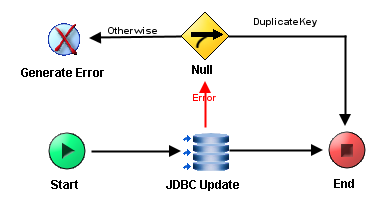 DuplicateKey
Otherwise
Generate Error
Null
Error
Start
JDBC Update
End